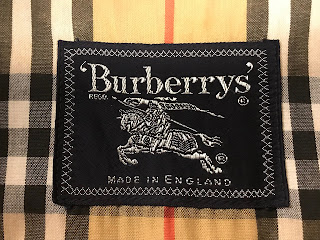 'Burberrys'
REGD. ®
®
MADE IN ENGLAND